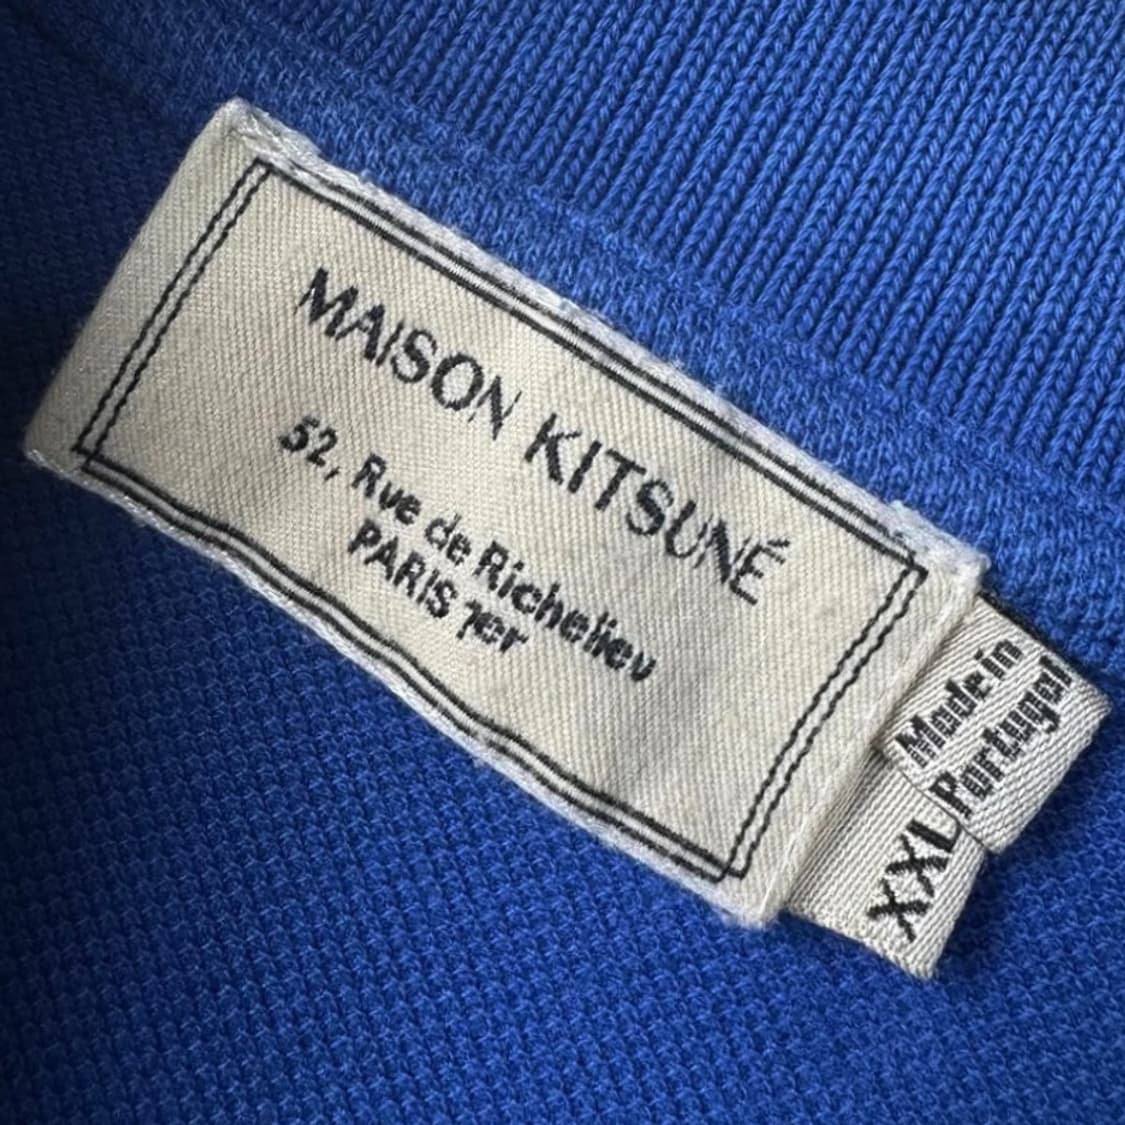 MAISON KITSUNÉ
52, Rue de Richelieu
PARIS 1er
Made in
Portugal
XXL